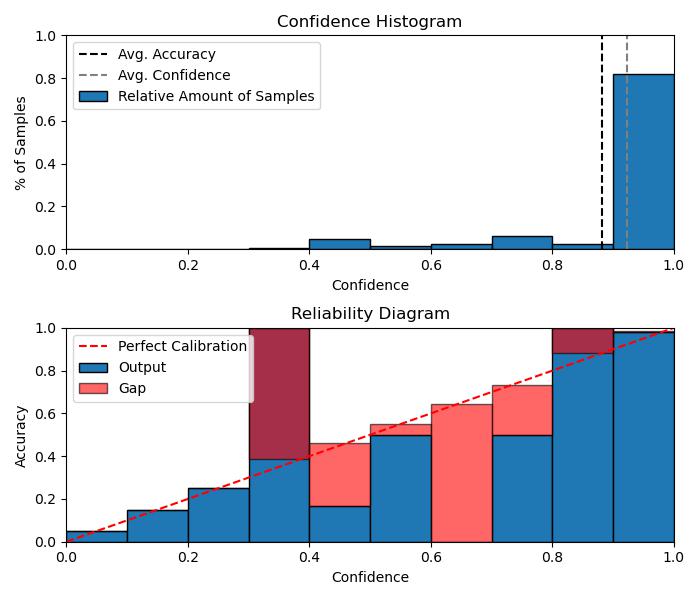 Confidence Histogram
1.0
0.8
0.6
0.4
0.2
0.0
% of Samples
Avg. Accuracy
Avg. Confidence
Relative Amount of Samples
0.0 0.2 0.4 0.6 0.8 1.0
Confidence
Reliability Diagram
1.0
0.8
0.6
0.4
0.2
0.0
Accuracy
Perfect Calibration
Output
Gap
0.0 0.2 0.4 0.6 0.8 1.0
Confidence